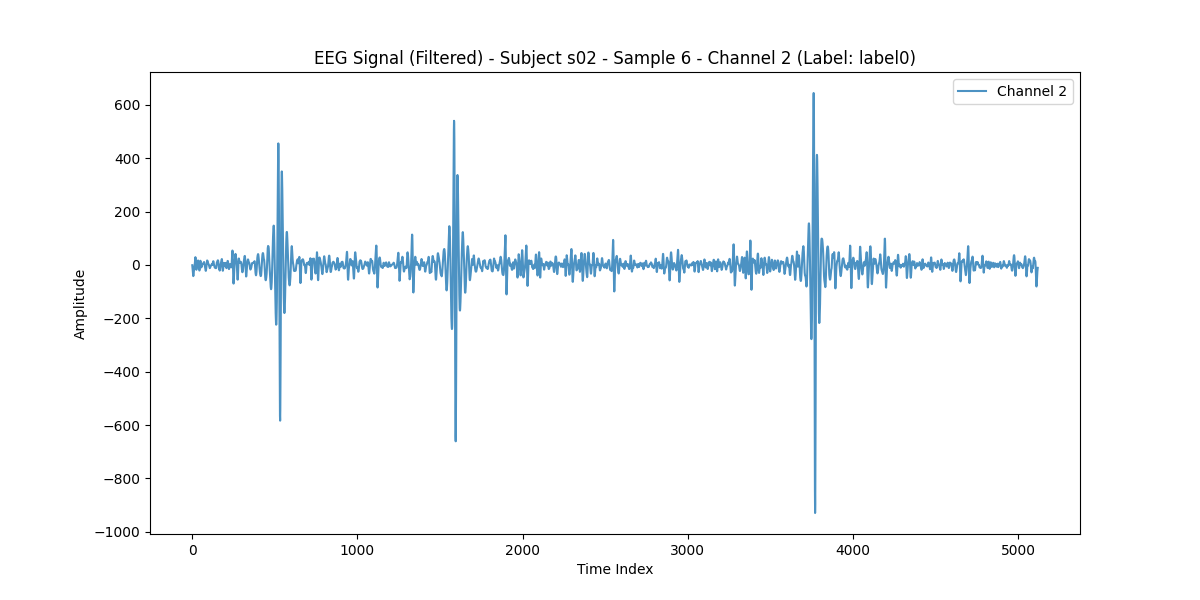 EEG Signal (Filtered) - Subject s02 - Sample 6 - Channel 2 (Label: label0)
Channel 2
600
400
200
0
−200
−400
−600
−800
−1000
Amplitude
0 1000 2000 3000 4000 5000
Time Index